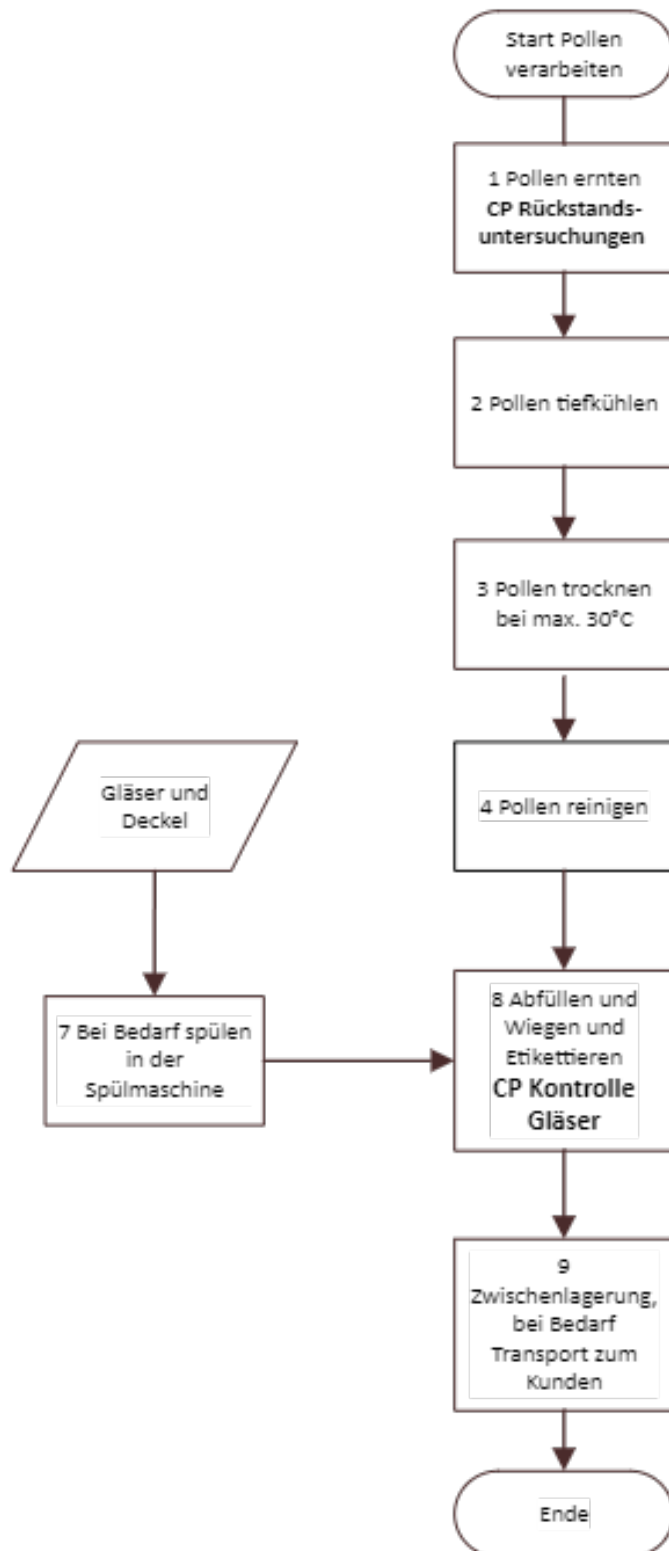 Start Pollen
verarbeiten
1 Pollen ernten
CP Rückstands-
untersuchungen
2 Pollen tiefkühlen
3 Pollen trocknen
bei max. 30°C
Gläser und
Deckel
4 Pollen reinigen
7 Bei Bedarf spülen
in der
Spülmaschine
8 Abfüllen und
Wiegen und
Etikettieren
CP Kontrolle
Gläser
9
Zwischenlagerung,
bei Bedarf
Transport zum
Kunden
Ende